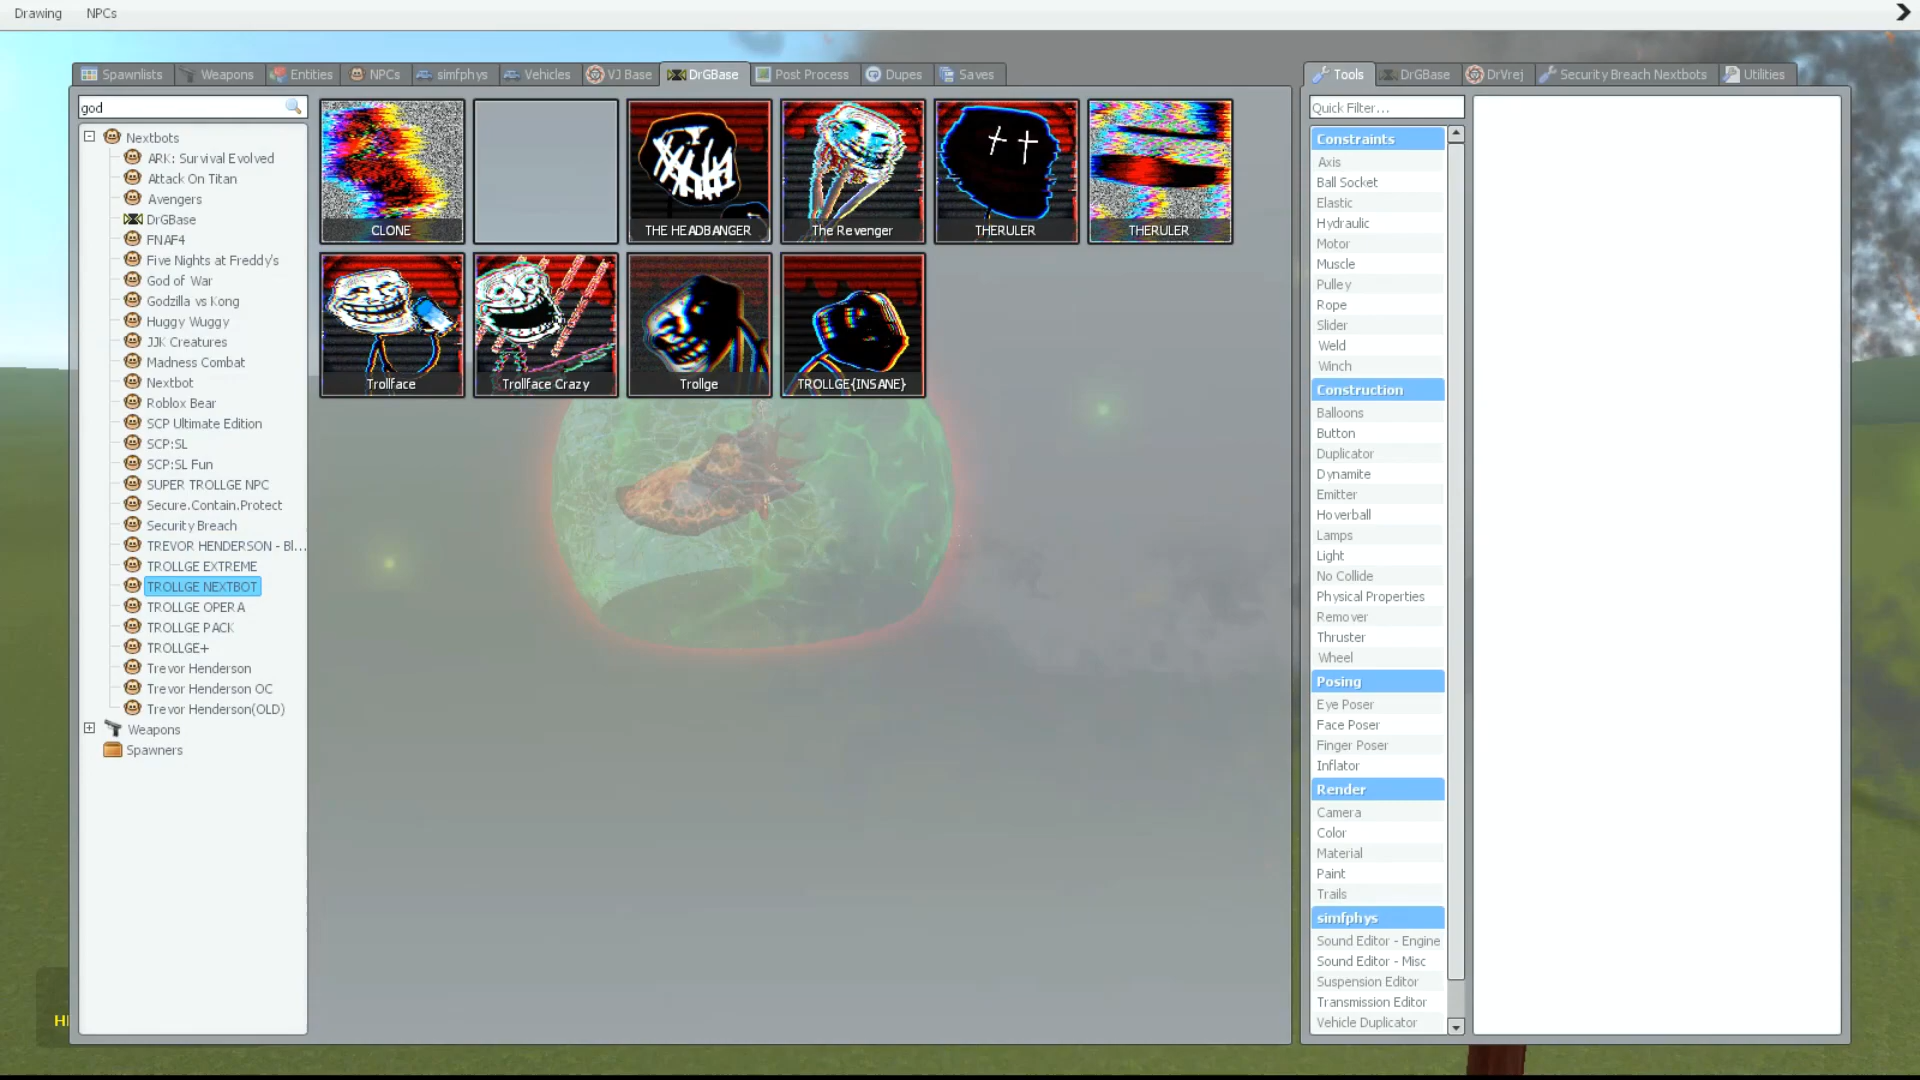 Drawing NPCs
Spawnlists Weapons Entities NPCs simfphys Vehicles VJ Base DrGBase Post Process Dupes Saves
Tools DrGBase DrVrej Security Breach Nextbots Utilities
god
Nextbots
ARK: Survival Evolved
Attack On Titan
Avengers
DrGBase
FNAF4
Five Nights at Freddy's
God of War
Godzilla vs Kong
Huggy Wuggy
JJK Creatures
Madness Combat
Nextbot
Roblox Bear
SCP Ultimate Edition
SCP:SL
SCP:SL Fun
SUPER TROLLGE NPC
Secure.Contain.Protect
Security Breach
TREVOR HENDERSON - Bl...
TROLLGE EXTREME
TROLLGE NEXTBOT
TROLLGE OPERA
TROLLGE PACK
TROLLGE+
Trevor Henderson
Trevor Henderson OC
Trevor Henderson(OLD)
Weapons
Spawners
CLONE
THE HEADBANGER
The Revenger
THERULER
THERULER
Trollface
Trollface Crazy
Trollge
TROLLGE{INSANE}
Quick Filter...
Constraints
Axis
Ball Socket
Elastic
Hydraulic
Motor
Muscle
Pulley
Rope
Slider
Weld
Winch
Construction
Balloons
Button
Duplicator
Dynamite
Emitter
Hoverball
Lamps
Light
No Collide
Physical Properties
Remover
Thruster
Wheel
Posing
Eye Poser
Face Poser
Finger Poser
Inflator
Render
Camera
Color
Material
Paint
Trails
simfphys
Sound Editor - Engine
Sound Editor - Misc
Suspension Editor
Transmission Editor
Vehicle Duplicator